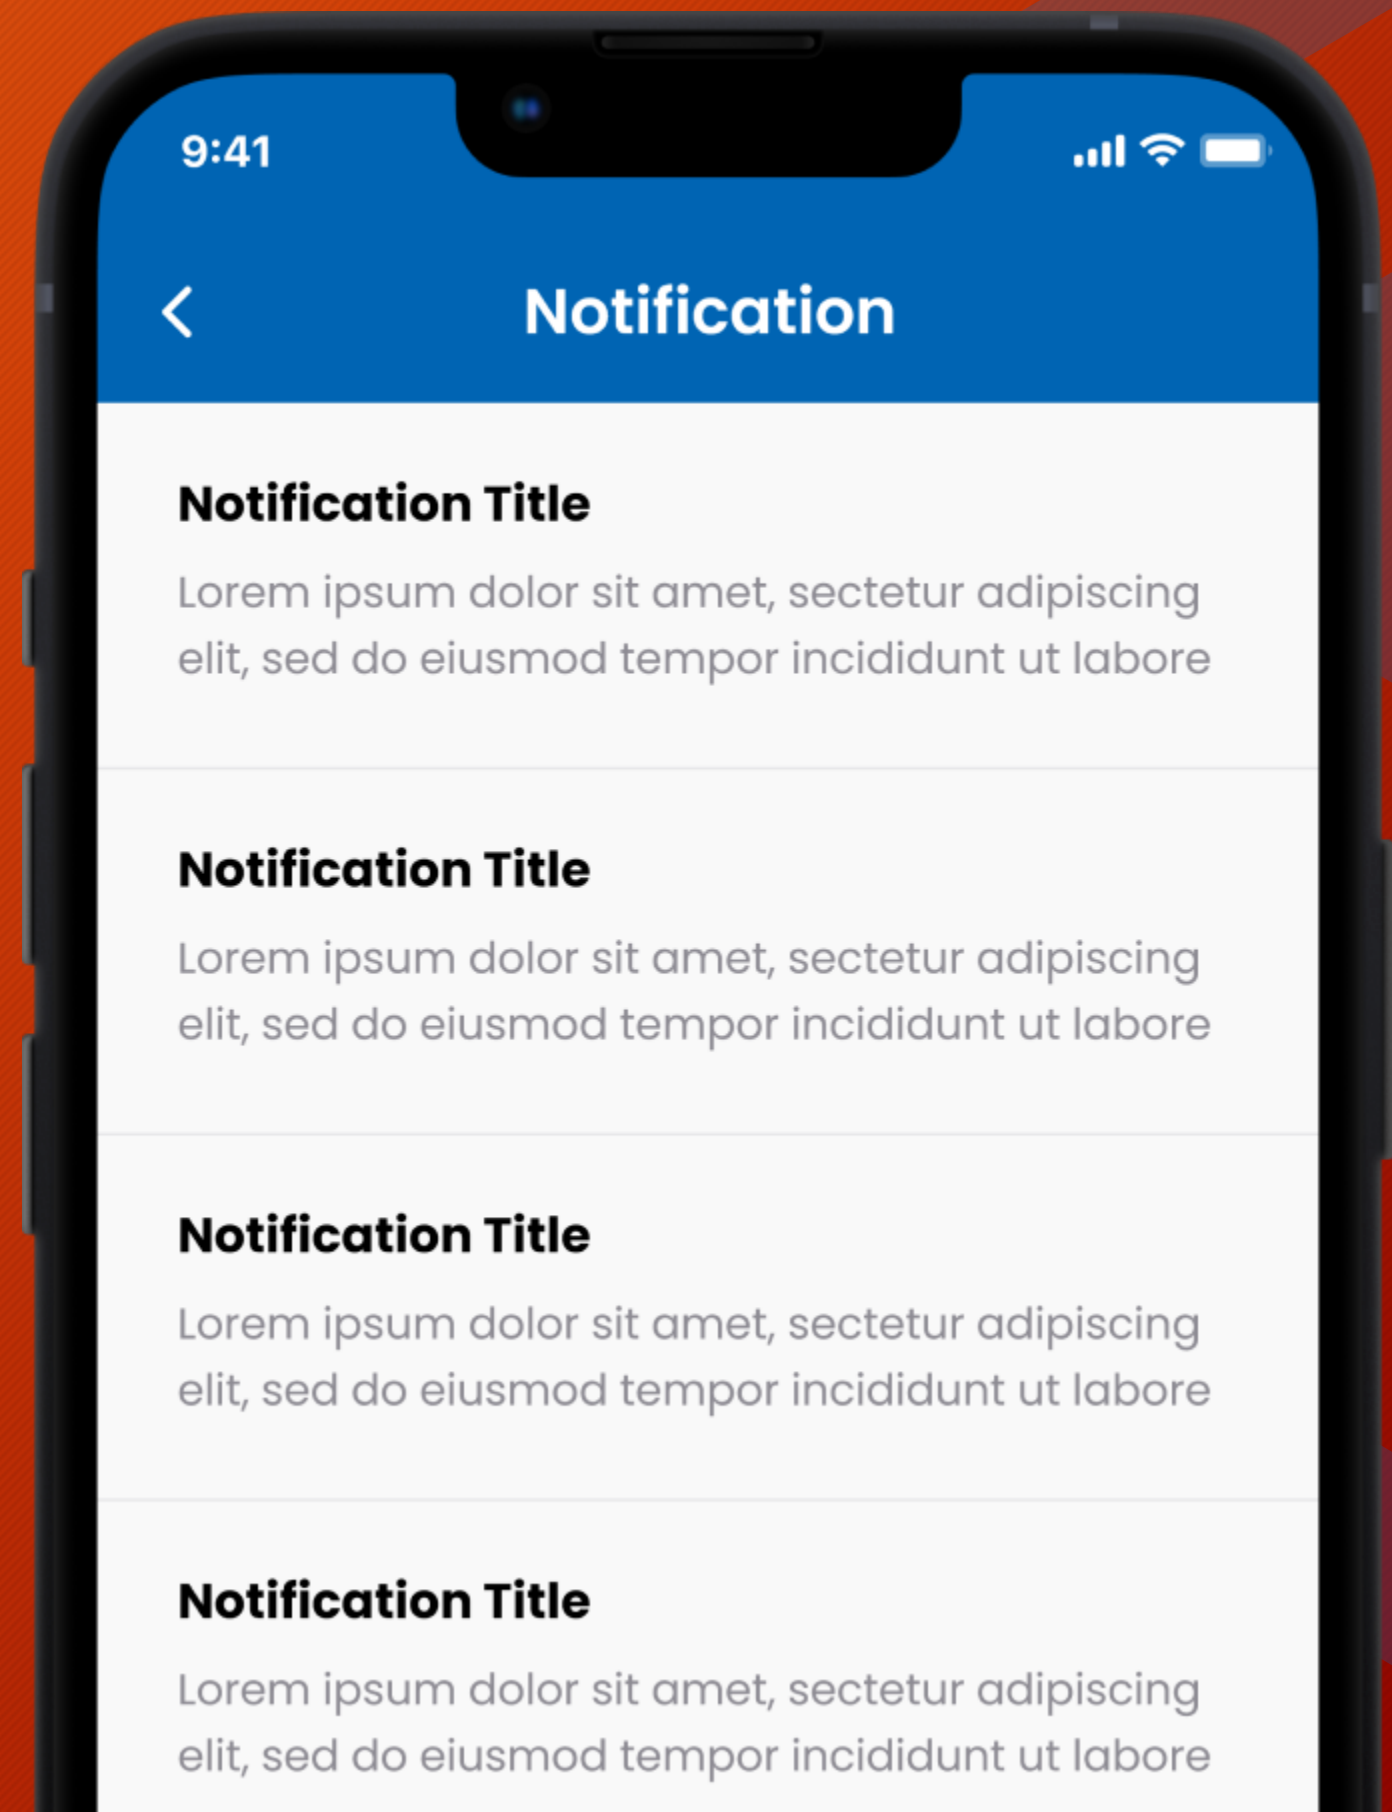 9:41
Notification
Notification Title
Lorem ipsum dolor sit amet, sectetur adipiscing
elit, sed do eiusmod tempor incididunt ut labore
Notification Title
Lorem ipsum dolor sit amet, sectetur adipiscing
elit, sed do eiusmod tempor incididunt ut labore
Notification Title
Lorem ipsum dolor sit amet, sectetur adipiscing
elit, sed do eiusmod tempor incididunt ut labore
Notification Title
Lorem ipsum dolor sit amet, sectetur adipiscing
elit, sed do eiusmod tempor incididunt ut labore